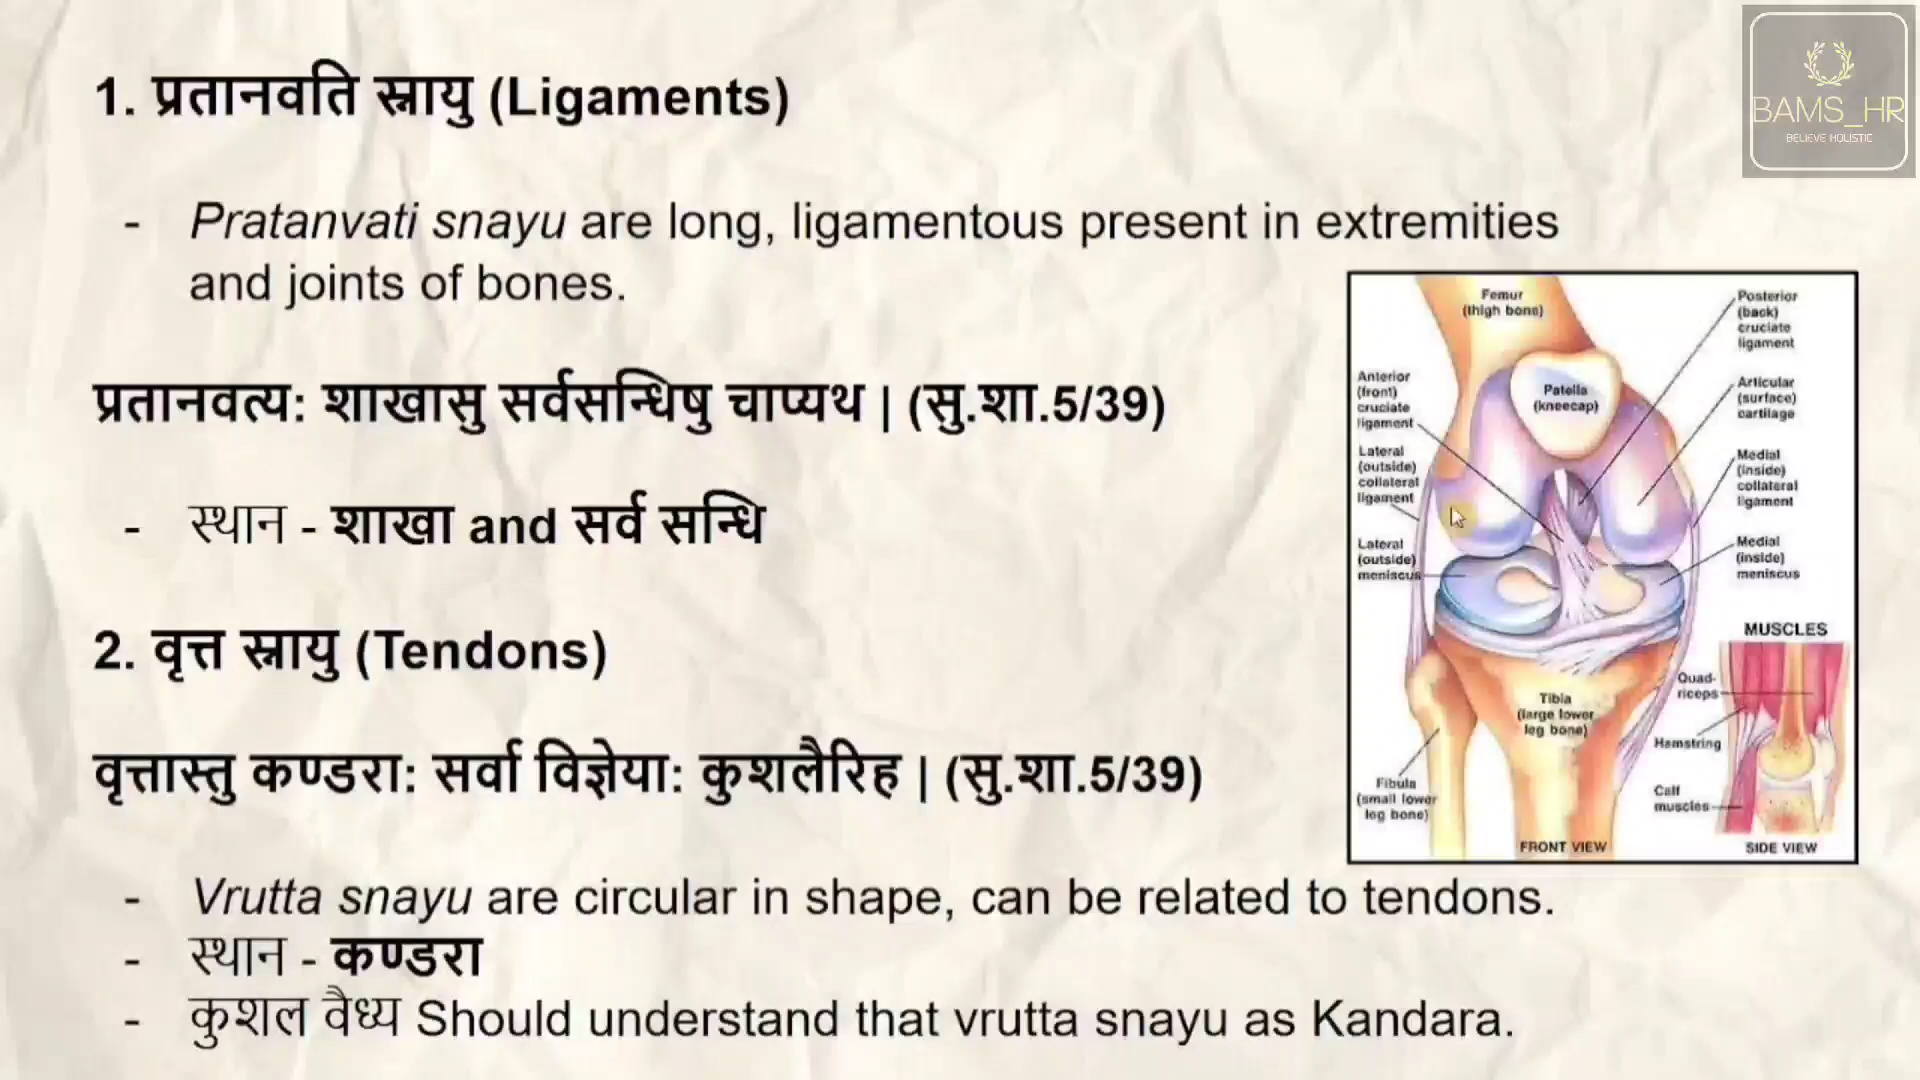 BAMS_HR
BELIEVE HOLISTIC
1. प्रतानवति स्नायु (Ligaments)
- Pratanvati snayu are long, ligamentous present in extremities
and joints of bones.
प्रतानवत्य: शाखासु सर्वसन्धिषु चाप्यथ | (सु.शा.5/39)
- स्थान - शाखा and सर्व सन्धि
2. वृत्त स्नायु (Tendons)
वृत्तास्तु कण्डरा: सर्वा विज्ञेया: कुशलैरिह | (सु.शा.5/39)
- Vrutta snayu are circular in shape, can be related to tendons.
- स्थान - कण्डरा
- कुशल वैध्य Should understand that vrutta snayu as Kandara.
Femur
(thigh bone)
Posterior
(back)
cruciate
ligament
Anterior
(front)
cruciate
ligament
Patella
(kneecap)
Articular
(surface)
cartilage
Lateral
(outside)
collateral
ligament
Medial
(inside)
collateral
ligament
Lateral
(outside)
meniscus
Medial
(inside)
meniscus
MUSCLES
Quad-
riceps
Tibia
(large lower
leg bone)
Hamstring
Fibula
(small lower
leg bone)
Calf
muscles
FRONT VIEW
SIDE VIEW